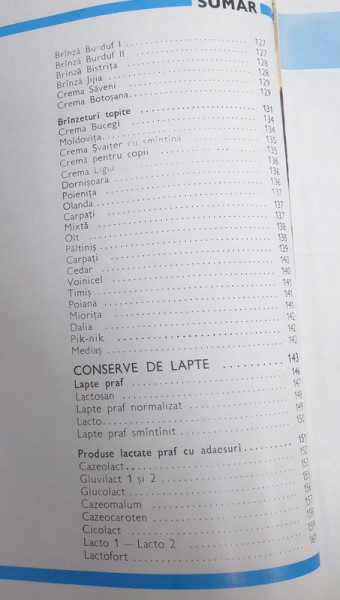 SUMAR
Brînză Burduf I . . . . . . . . 127
Brînză Burduf II . . . . . . . . 127
Brînză Bistrița . . . . . . . . 128
Brînză Jijia . . . . . . . . 128
Crema Săveni . . . . . . . . 129
Crema Botoșana . . . . . . . . 129
Brînzeturi topite . . . . . . . . 131
Crema Bucegi . . . . . . . . 134
Moldovița . . . . . . . . 134
Crema Șvaițer cu smîntînă . . . . . . . . 135
Cremă pentru copii . . . . . . . . 135
Crema Ligia . . . . . . . . 136
Dornișoara . . . . . . . . 136
Poienița . . . . . . . . 136
Olanda . . . . . . . . 137
Carpați . . . . . . . . 137
Mixtă . . . . . . . . 137
Olt . . . . . . . . 138
Păltiniș . . . . . . . . 138
Carpați . . . . . . . . 139
Cedar . . . . . . . . 140
Voinicel . . . . . . . . 140
Timiș . . . . . . . . 141
Poiana . . . . . . . . 141
Miorița . . . . . . . . 141
Dalia . . . . . . . . 142
Pik-nik . . . . . . . . 142
Mediaș . . . . . . . . 142
CONSERVE DE LAPTE . . . . . . . . 143
Lapte praf . . . . . . . . 146
Lactosan . . . . . . . . 147
Lapte praf normalizat . . . . . . . .
Lacto . . . . . . . . 149
Lapte praf smîntînit . . . . . . . . 150
Produse lactate praf cu adaosuri . . . . . . . . 151
Cazeolact . . . . . . . . 152
Gluvilact 1 și 2 . . . . . . . . 153
Glucolact . . . . . . . .
Cazeomalum . . . . . . . . 156
Cazeocaroten . . . . . . . . 157
Cicolact . . . . . . . . 158
Lacto 1 — Lacto 2 . . . . . . . . 159
Lactofort . . . . . . . .